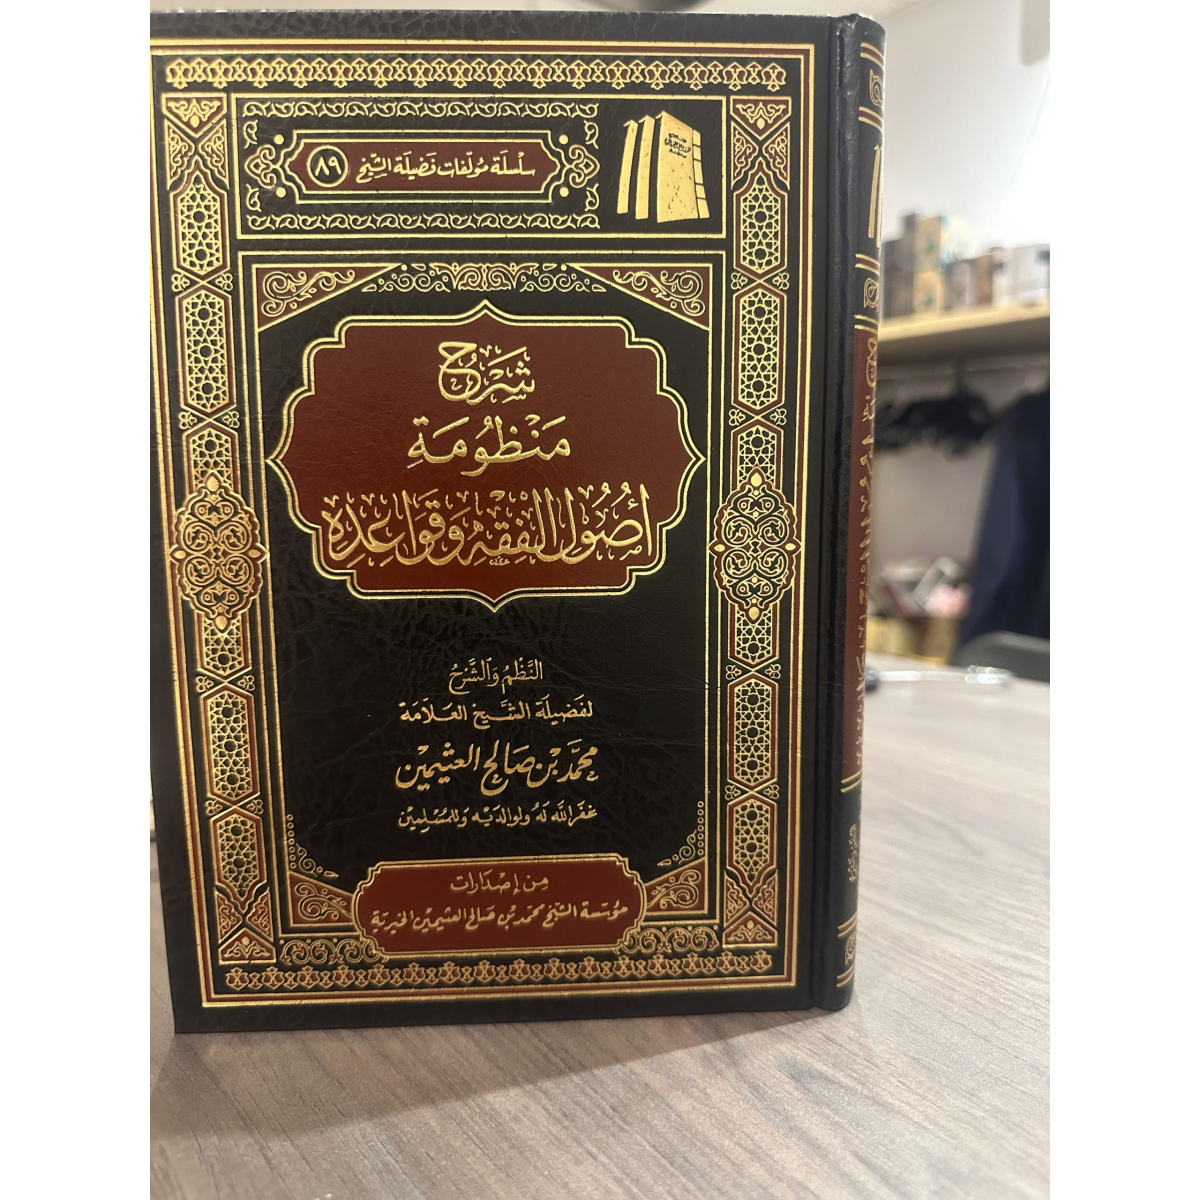 سلسلة مؤلفات فضيلة الشيخ ٨٩
شرح
منظومة
أصول الفقه وقواعده
النظم والشرح
لفضيلة الشيخ العلامة
محمد بن صالح العثيمين
غفر الله له ولوالديه وللمسلمين
من إصدارات
مؤسسة الشيخ محمد بن صالح العثيمين الخيرية